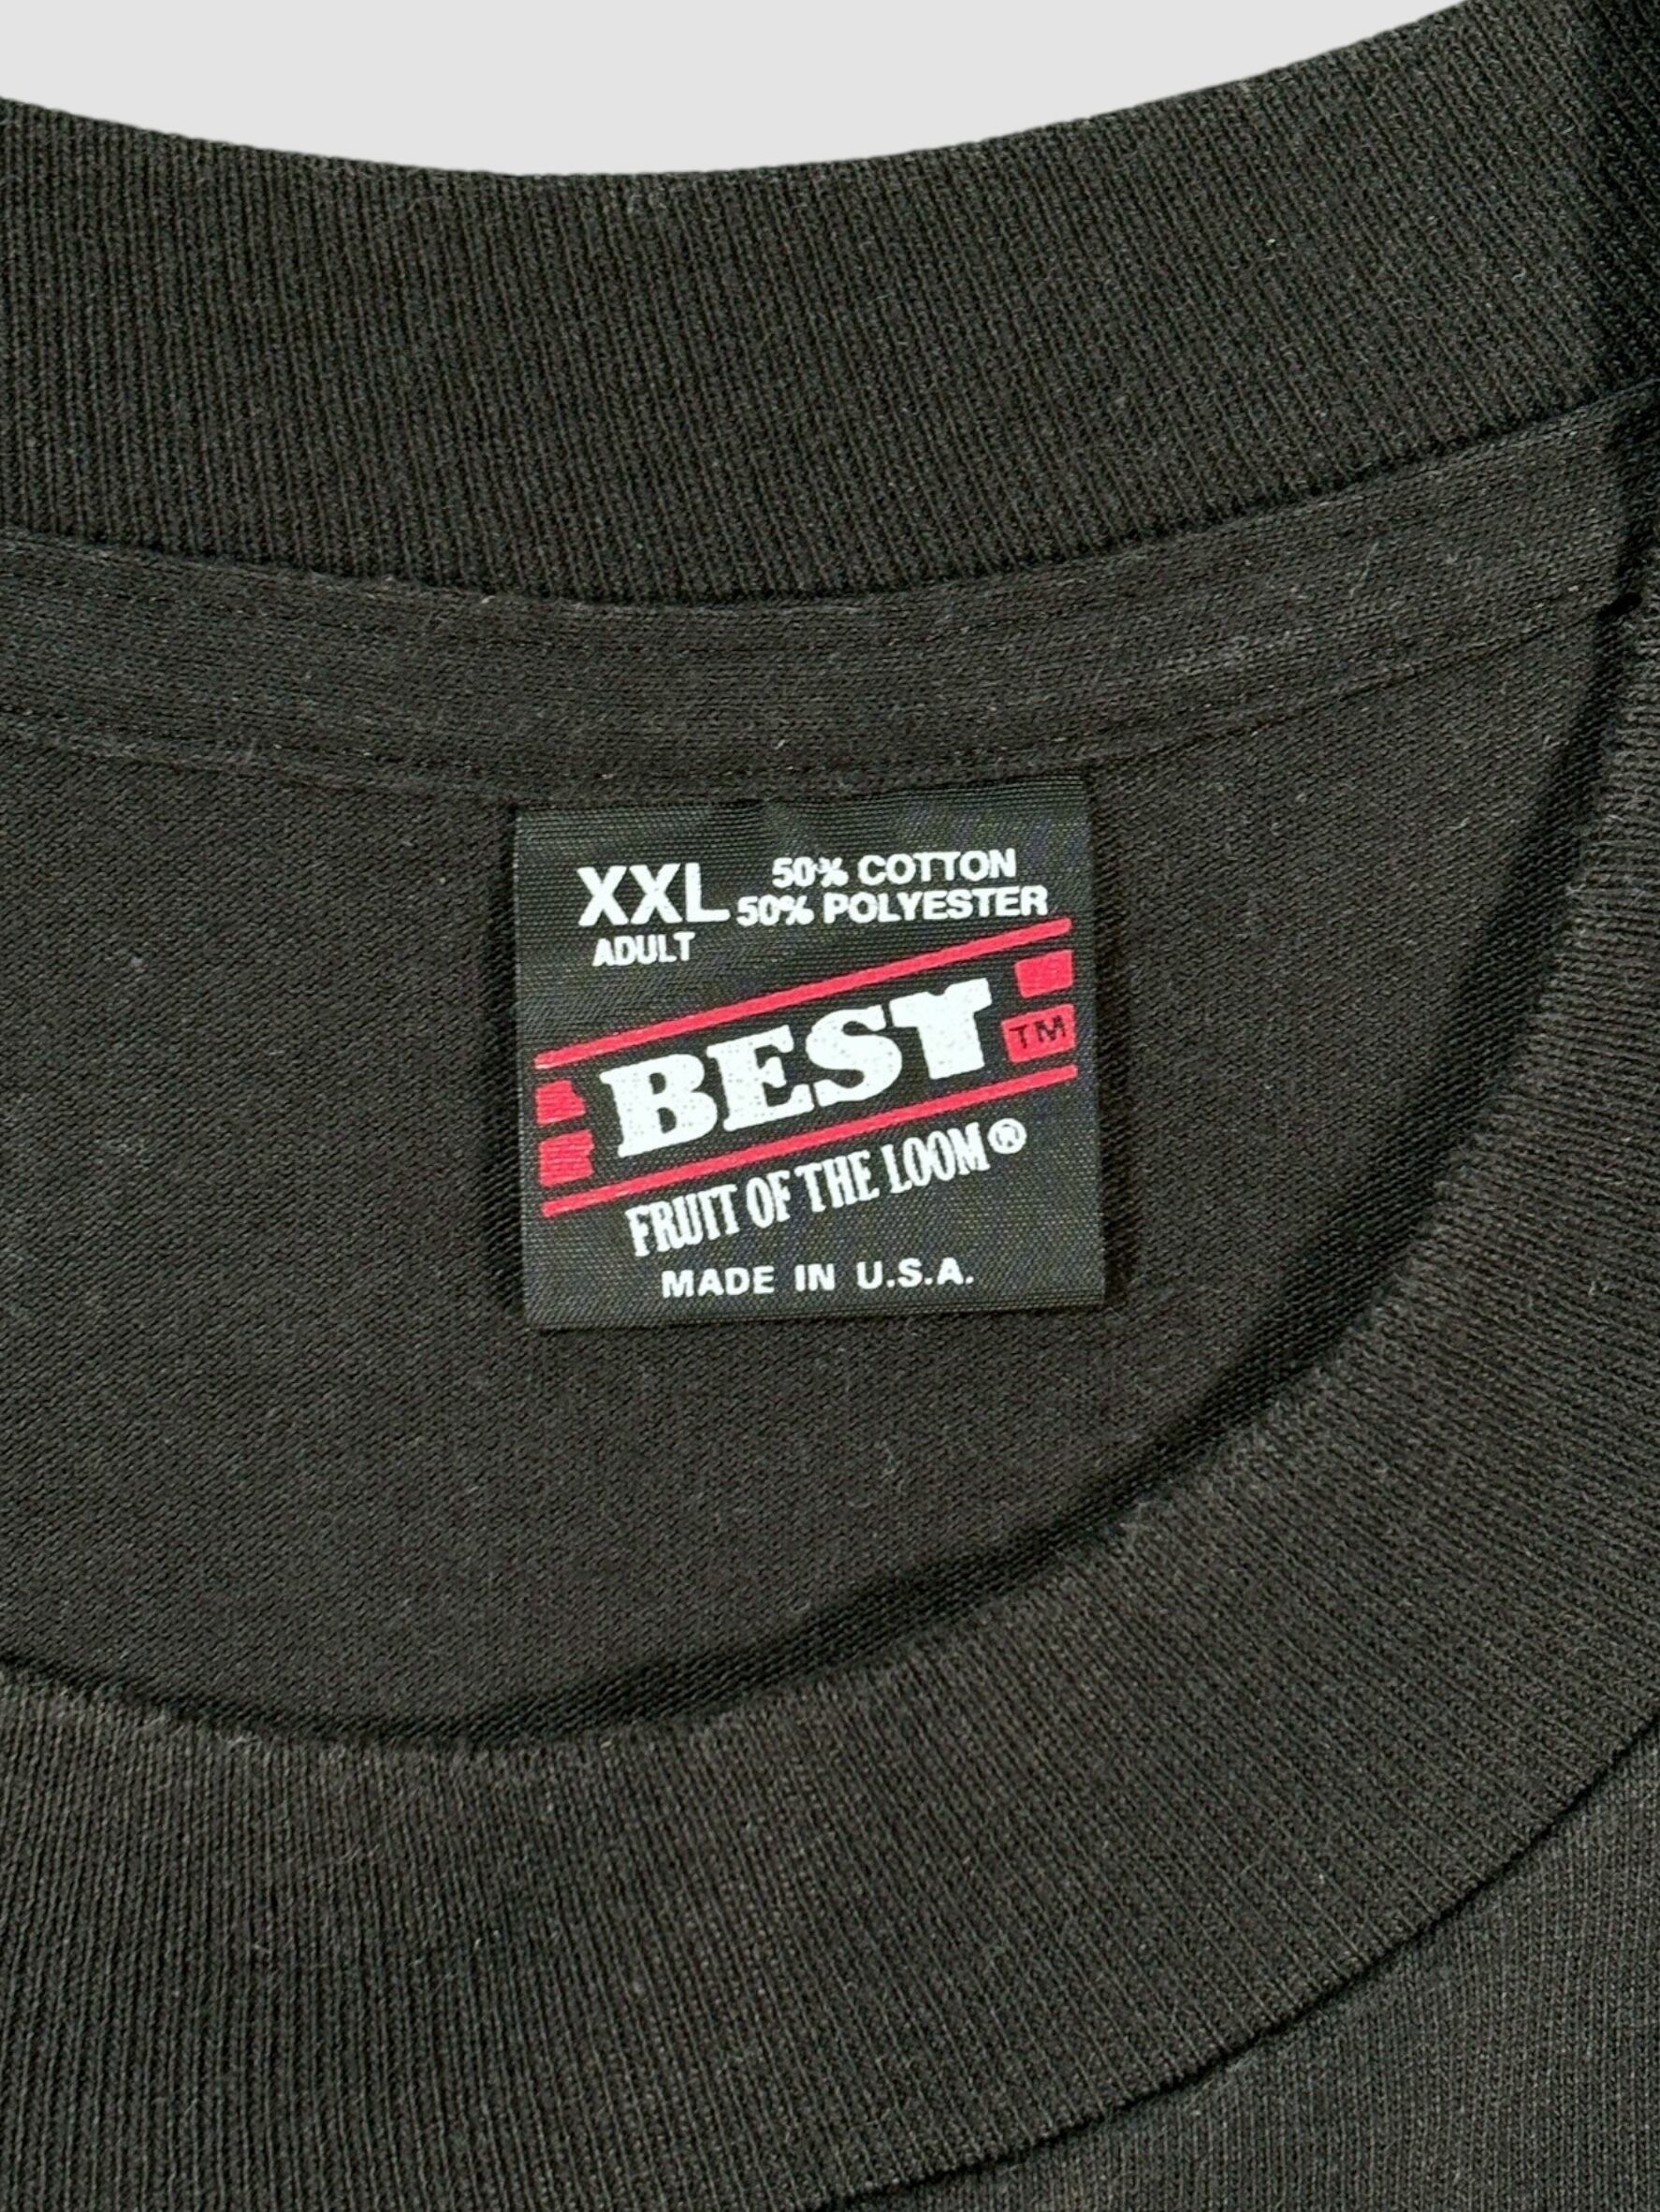 XXL 50% COTTON
ADULT 50% POLYESTER
BEST TM
FRUIT OF THE LOOM®
MADE IN U.S.A.